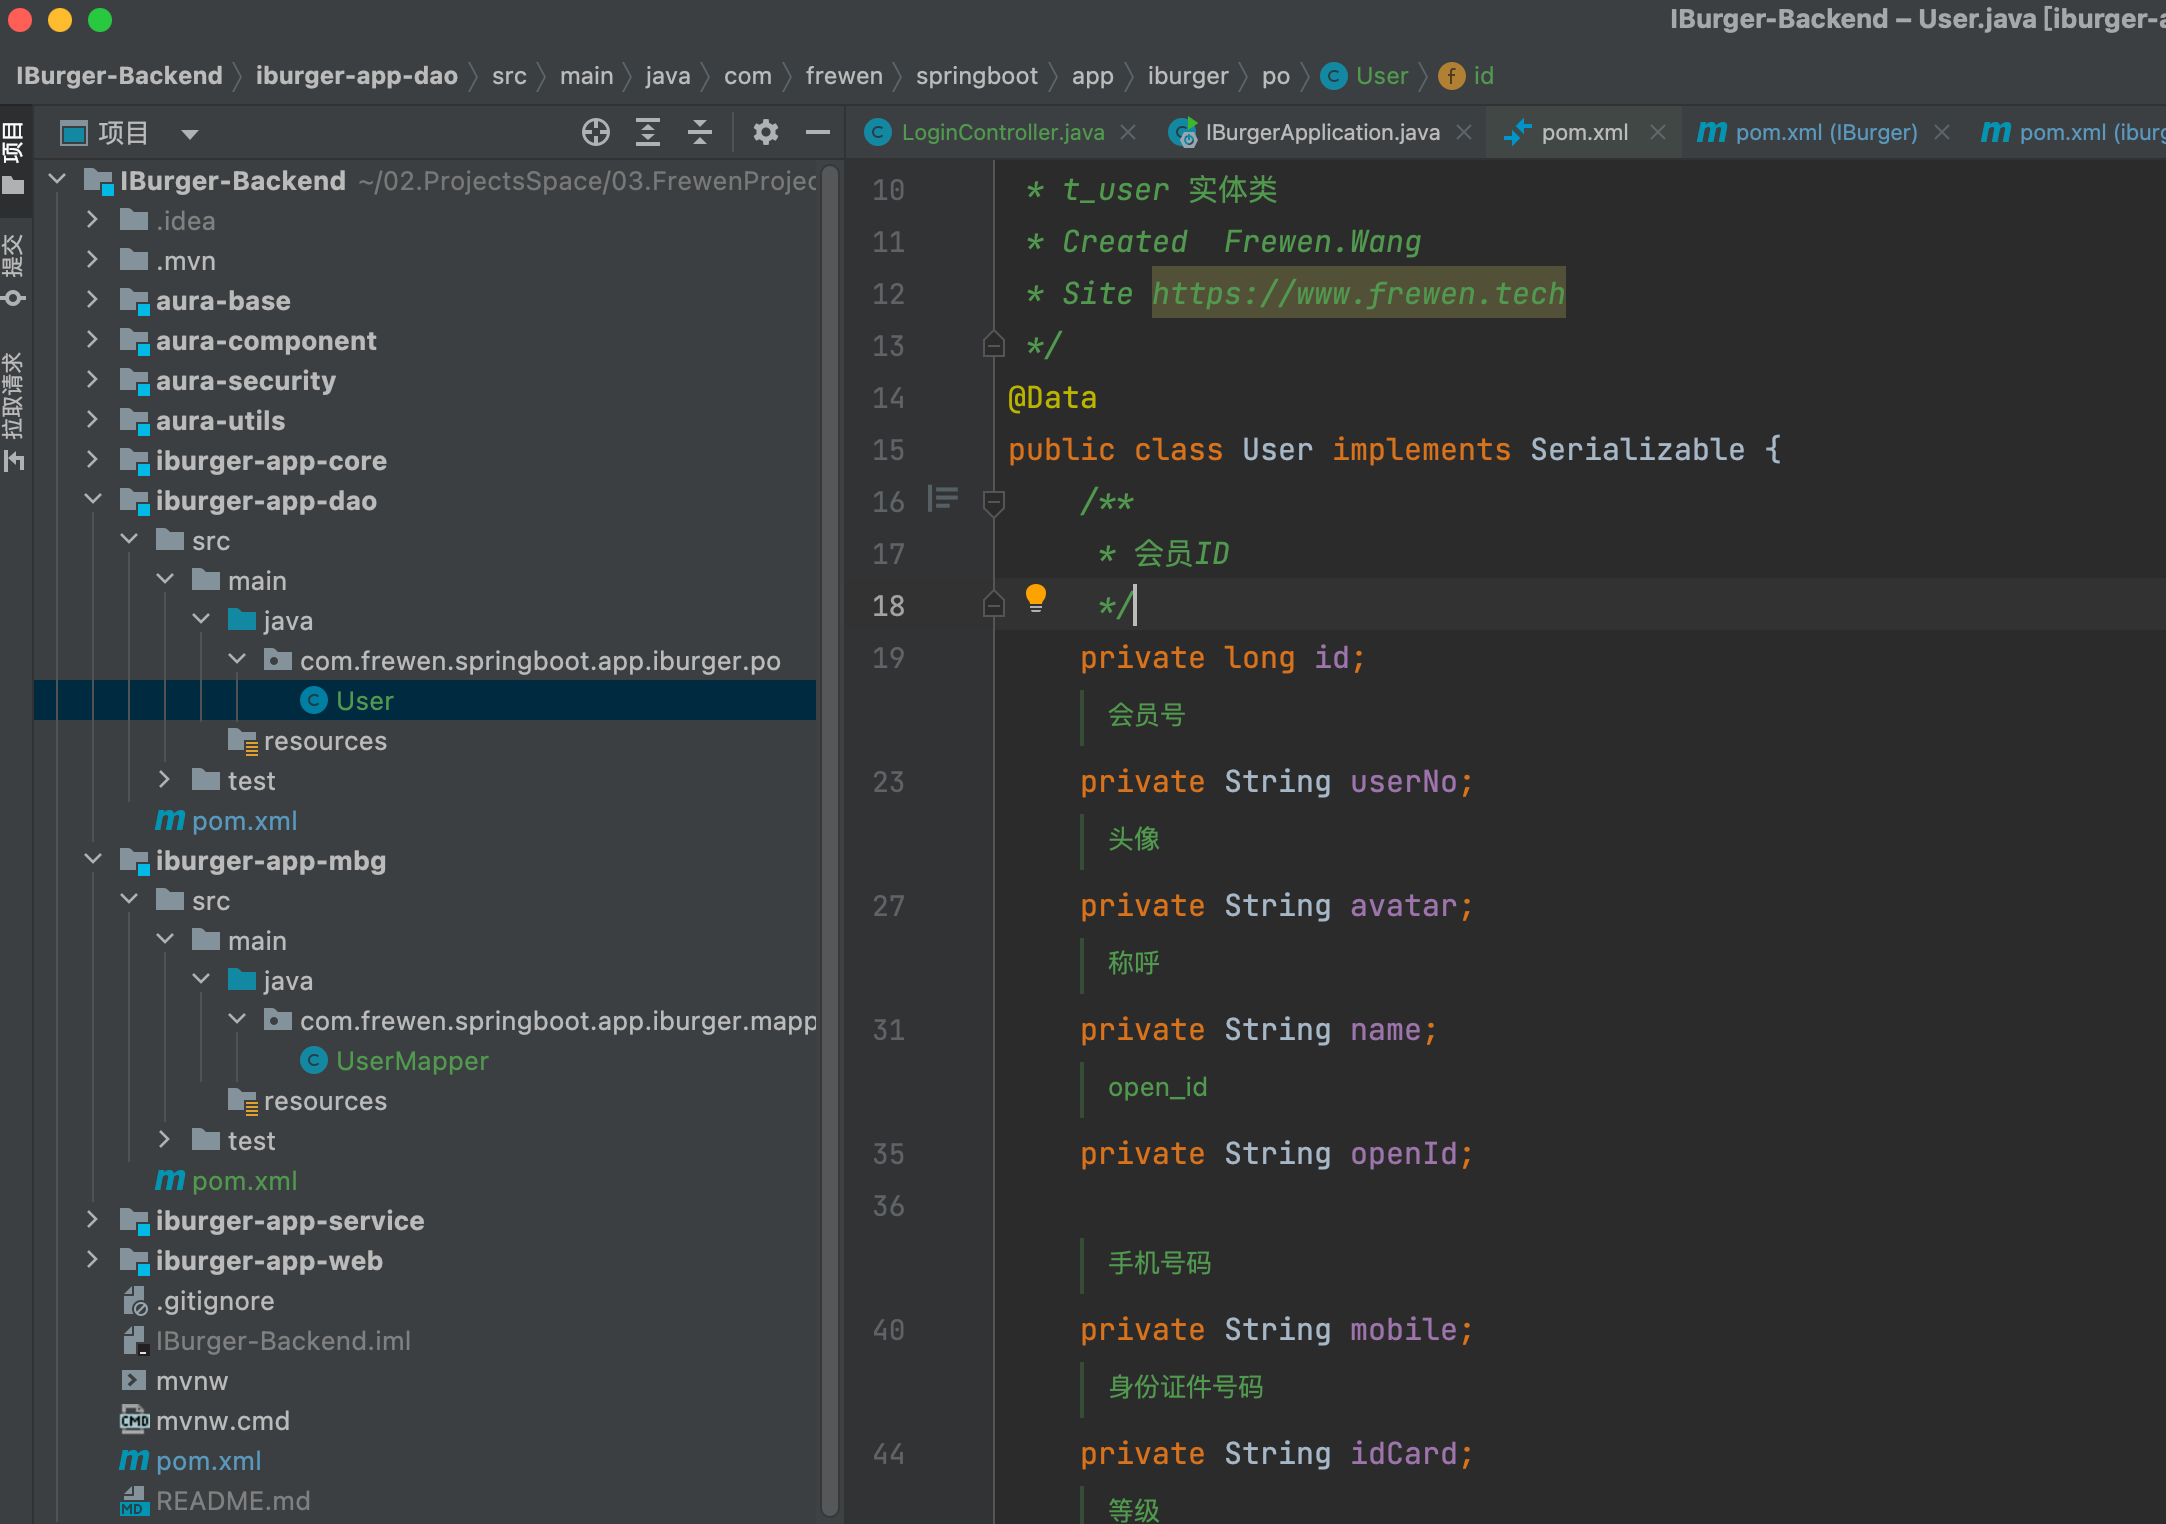 IBurger-Backend – User.java [iburger-a
IBurger-Backend iburger-app-dao src main java com frewen springboot app iburger po User id
项目
提交
拉取请求
项目
IBurger-Backend ~/02.ProjectsSpace/03.FrewenProjec
.idea
.mvn
aura-base
aura-component
aura-security
aura-utils
iburger-app-core
iburger-app-dao
src
main
java
com.frewen.springboot.app.iburger.po
User
resources
test
pom.xml
iburger-app-mbg
src
main
java
com.frewen.springboot.app.iburger.mapp
UserMapper
resources
test
pom.xml
iburger-app-service
iburger-app-web
.gitignore
IBurger-Backend.iml
mvnw
mvnw.cmd
pom.xml
README.md
LoginController.java IBurgerApplication.java pom.xml pom.xml (IBurger) pom.xml (iburg
10 * t_user 实体类
11 * Created Frewen.Wang
12 * Site https://www.frewen.tech
13 */
14 @Data
15 public class User implements Serializable {
16 /**
17 * 会员ID
18 */
19 private long id;
会员号
23 private String userNo;
头像
27 private String avatar;
称呼
31 private String name;
open_id
35 private String openId;
36
手机号码
40 private String mobile;
身份证件号码
44 private String idCard;
等级